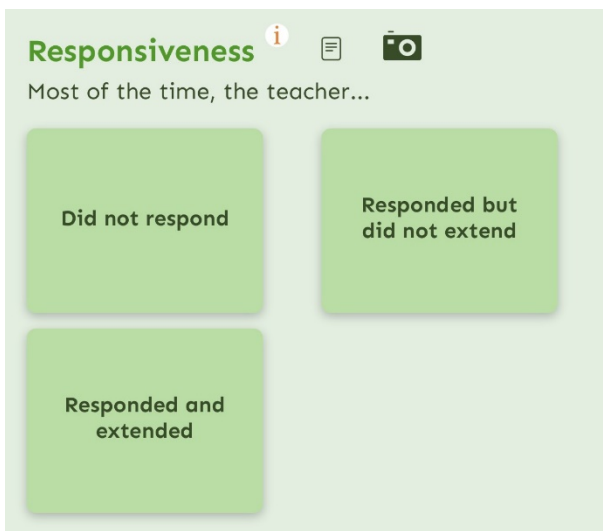 Responsiveness i
Most of the time, the teacher...
Did not respond
Responded but
did not extend
Responded and
extended